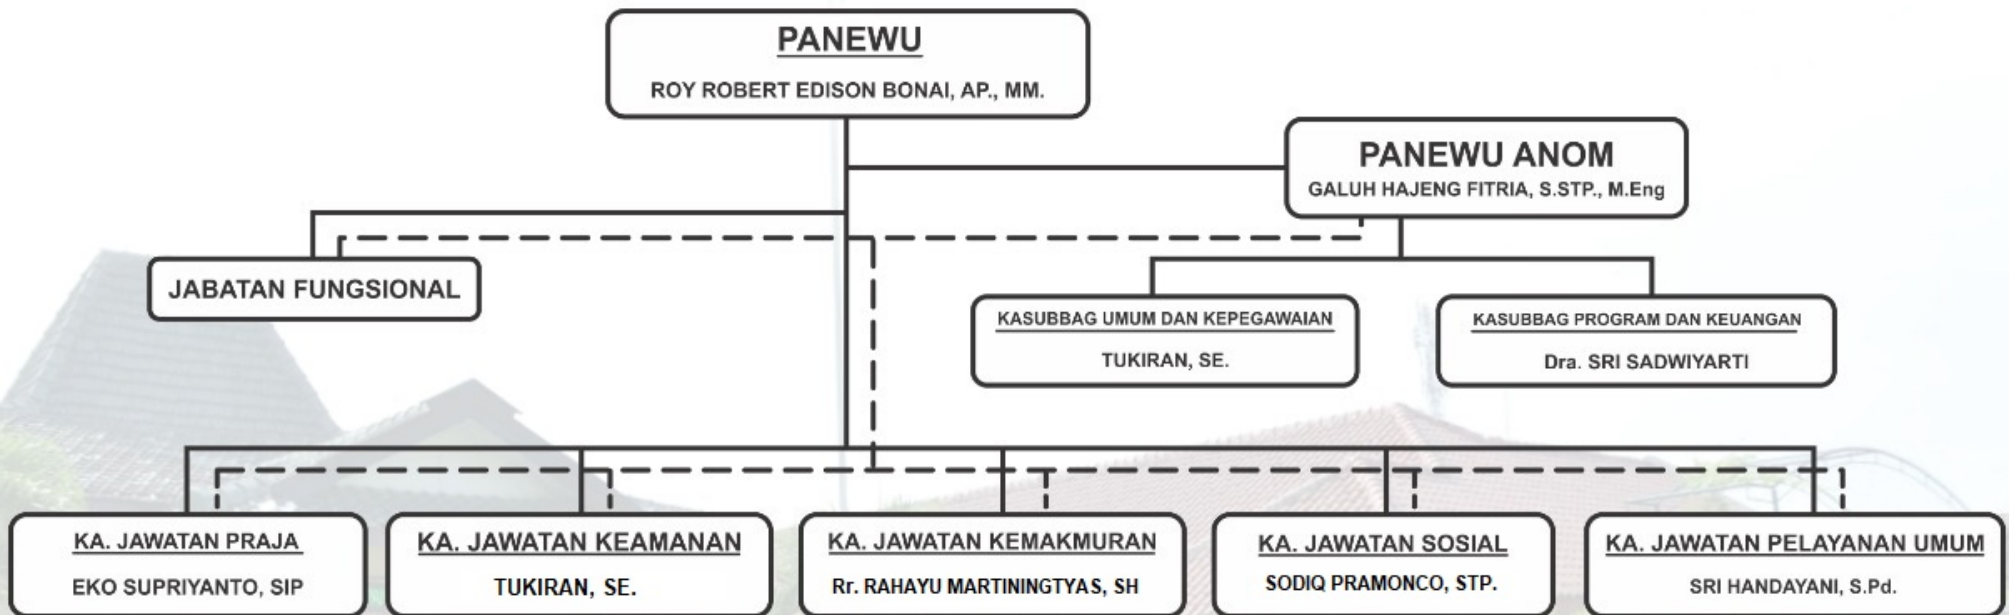 PANEWU
ROY ROBERT EDISON BONAI, AP., MM.
PANEWU ANOM
GALUH HAJENG FITRIA, S.STP., M.Eng
JABATAN FUNGSIONAL
KASUBBAG UMUM DAN KEPEGAWAIAN
TUKIRAN, SE.
KASUBBAG PROGRAM DAN KEUANGAN
Dra. SRI SADWIYARTI
KA. JAWATAN PRAJA
EKO SUPRIYANTO, SIP
KA. JAWATAN KEAMANAN
TUKIRAN, SE.
KA. JAWATAN KEMAKMURAN
Rr. RAHAYU MARTININGTYAS, SH
KA. JAWATAN SOSIAL
SODIQ PRAMONCO, STP.
KA. JAWATAN PELAYANAN UMUM
SRI HANDAYANI, S.Pd.